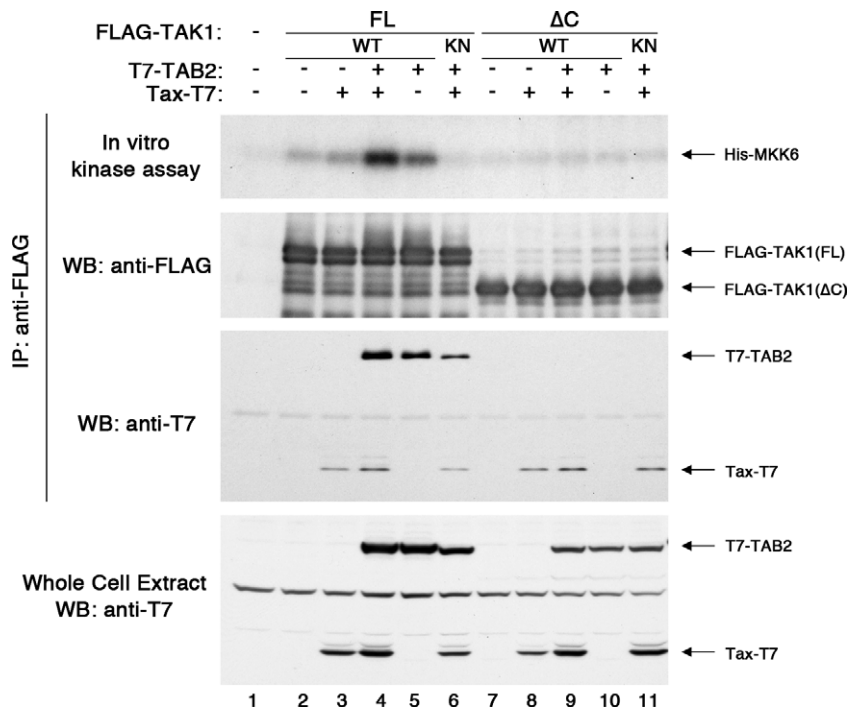 FL ΔC
FLAG-TAK1: -
WT KN WT KN
T7-TAB2: - - - + + + - - + + +
Tax-T7: - - + + - + - + + - +
IP: anti-FLAG
In vitro
kinase assay
His-MKK6
WB: anti-FLAG
FLAG-TAK1(FL)
FLAG-TAK1(ΔC)
T7-TAB2
WB: anti-T7
Tax-T7
T7-TAB2
Whole Cell Extract
WB: anti-T7
Tax-T7
1 2 3 4 5 6 7 8 9 10 11